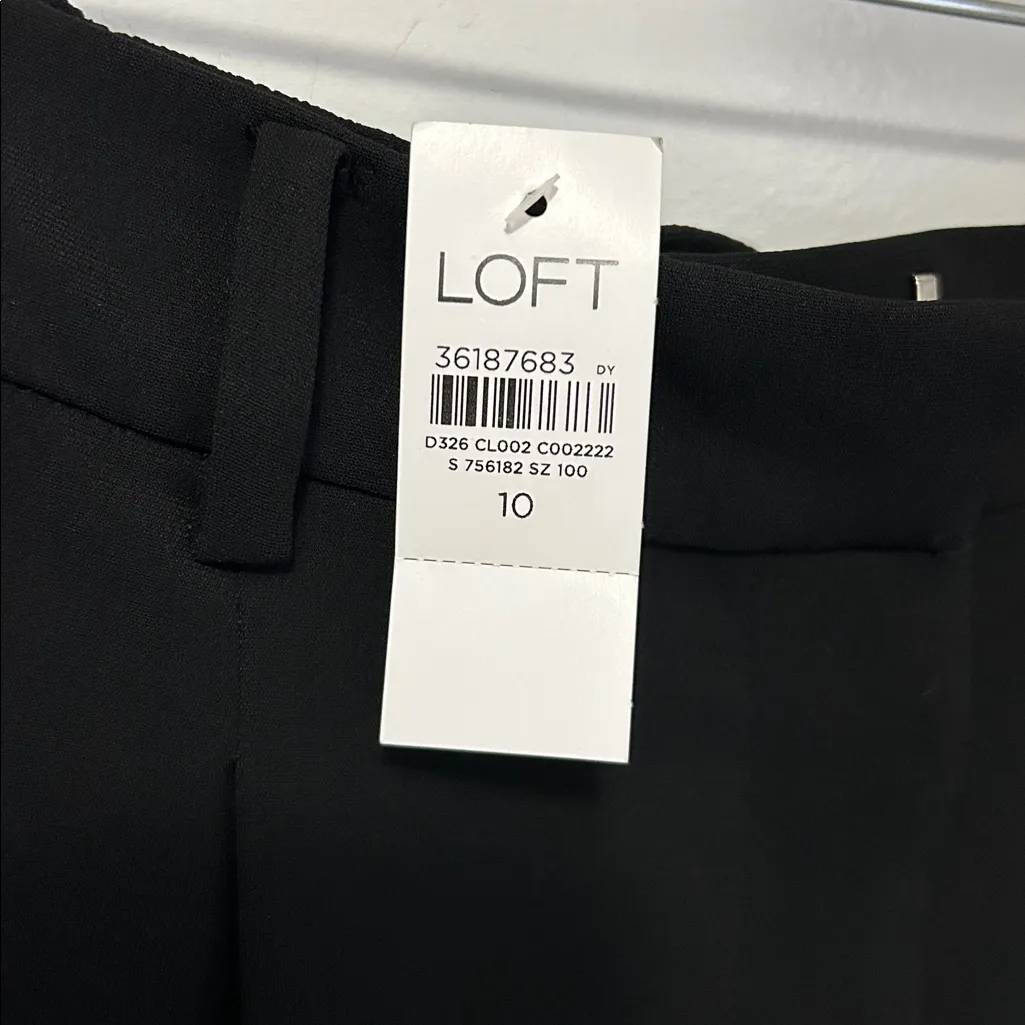 LOFT
36187683 DY
D326 CL002 C002222
S 756182 SZ 100
10